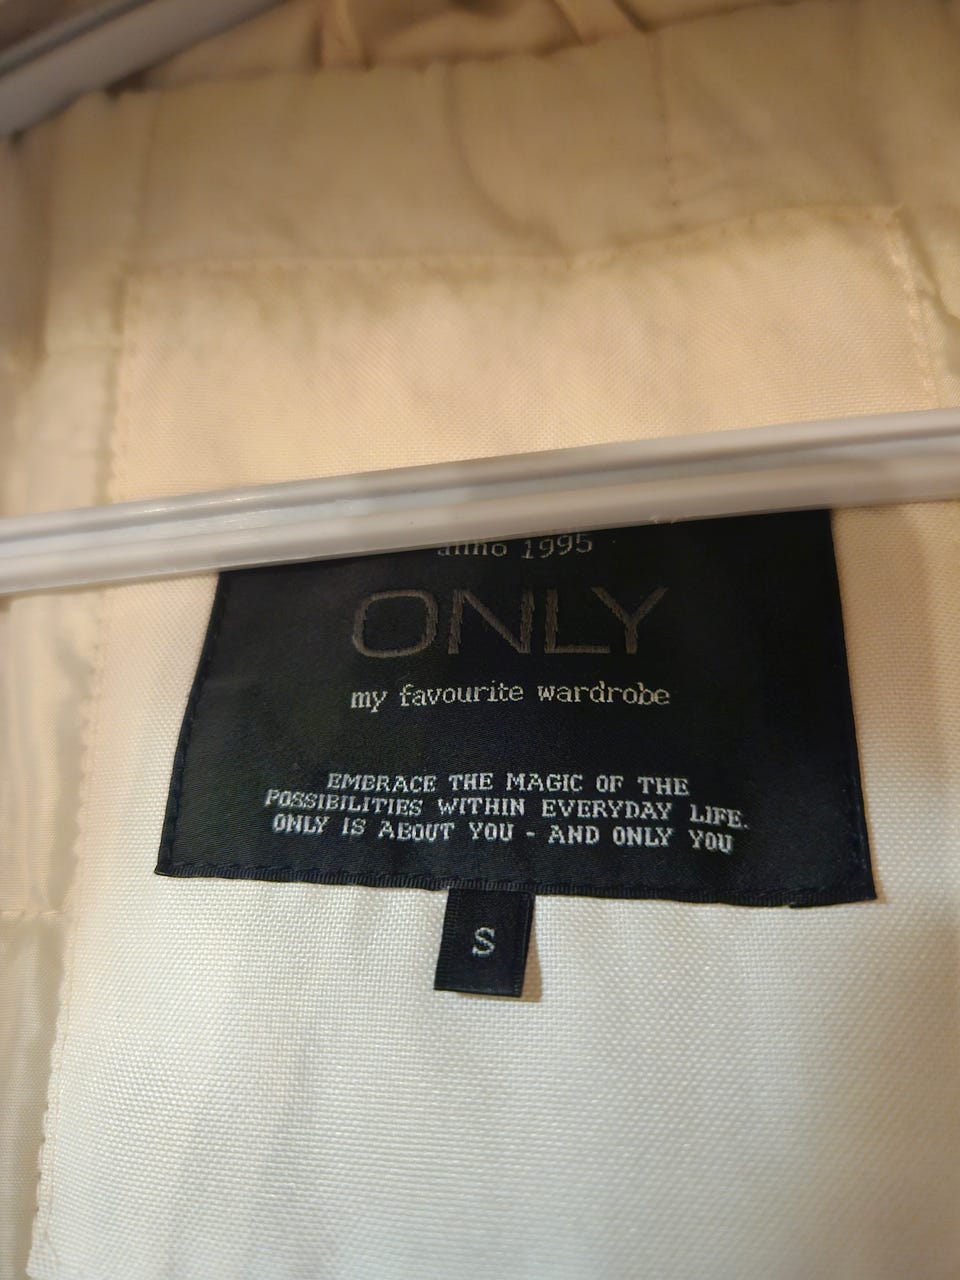 anno 1995
ONLY
my favourite wardrobe
EMBRACE THE MAGIC OF THE
POSSIBILITIES WITHIN EVERYDAY LIFE.
ONLY IS ABOUT YOU - AND ONLY YOU
S